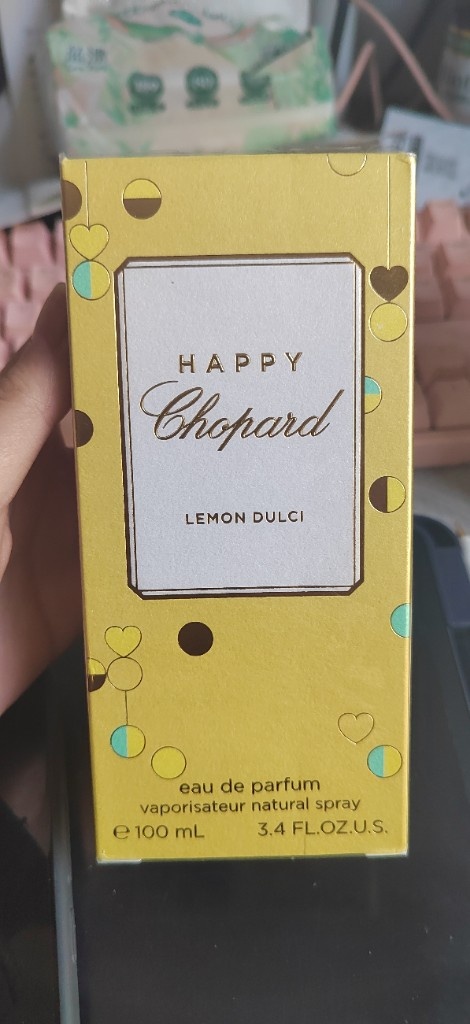 HAPPY
Chopard
LEMON DULCI
eau de parfum
vaporisateur natural spray
℮ 100 mL 3.4 FL.OZ.U.S.